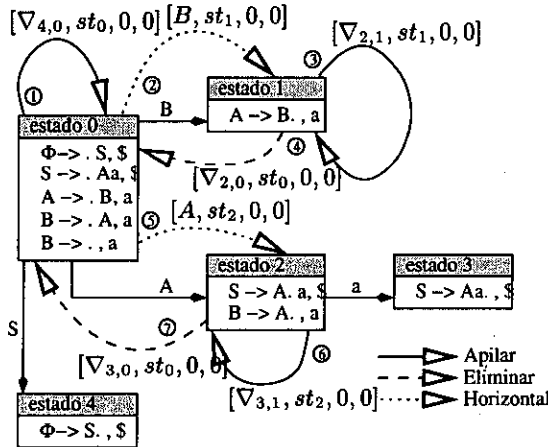 [∇4,0, st0, 0, 0]
[B, st1, 0, 0]
③
[∇2,1, st1, 0, 0]
①
②
estado 1
B
A -> B. , a
estado 0
④
Φ-> . S, $
[∇2,0, st0, 0, 0]
S -> . Aa, $
A -> . B, a
⑤
[A, st2, 0, 0]
B -> . A, a
B -> . , a
estado 2
estado 3
A
S -> A. a, $
a
S -> Aa. , $
B -> A. , a
S
⑦
⑥
[∇3,0, st0, 0, 0]
Apilar
[∇3,1, st2, 0, 0]
Eliminar
estado 4
Horizontal
Φ-> S. , $